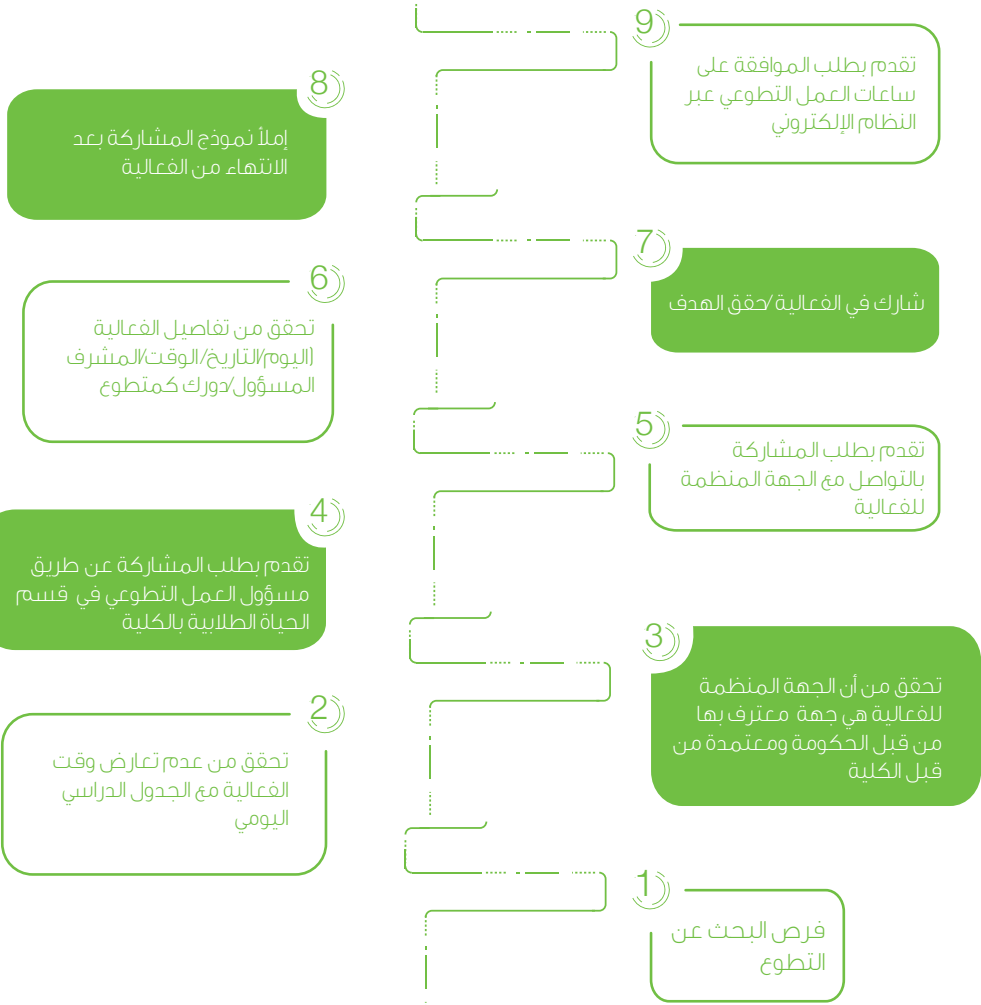 9
تقدم بطلب الموافقة على
ساعات العمل التطوعي عبر
النظام الإلكتروني
8
إملأ نموذج المشاركة بعد
الانتهاء من الفعالية
7
شارك في الفعالية/حقق الهدف
6
تحقق من تفاصيل الفعالية
(اليوم/التاريخ/الوقت/المشرف
المسؤول/دورك كمتطوع
5
تقدم بطلب المشاركة
بالتواصل مع الجهة المنظمة
للفعالية
4
تقدم بطلب المشاركة عن طريق
مسؤول العمل التطوعي في قسم
الحياة الطلابية بالكلية
3
تحقق من أن الجهة المنظمة
للفعالية هي جهة معترف بها
من قبل الحكومة ومعتمدة من
قبل الكلية
2
تحقق من عدم تعارض وقت
الفعالية مع الجدول الدراسي
اليومي
1
فرص البحث عن
التطوع